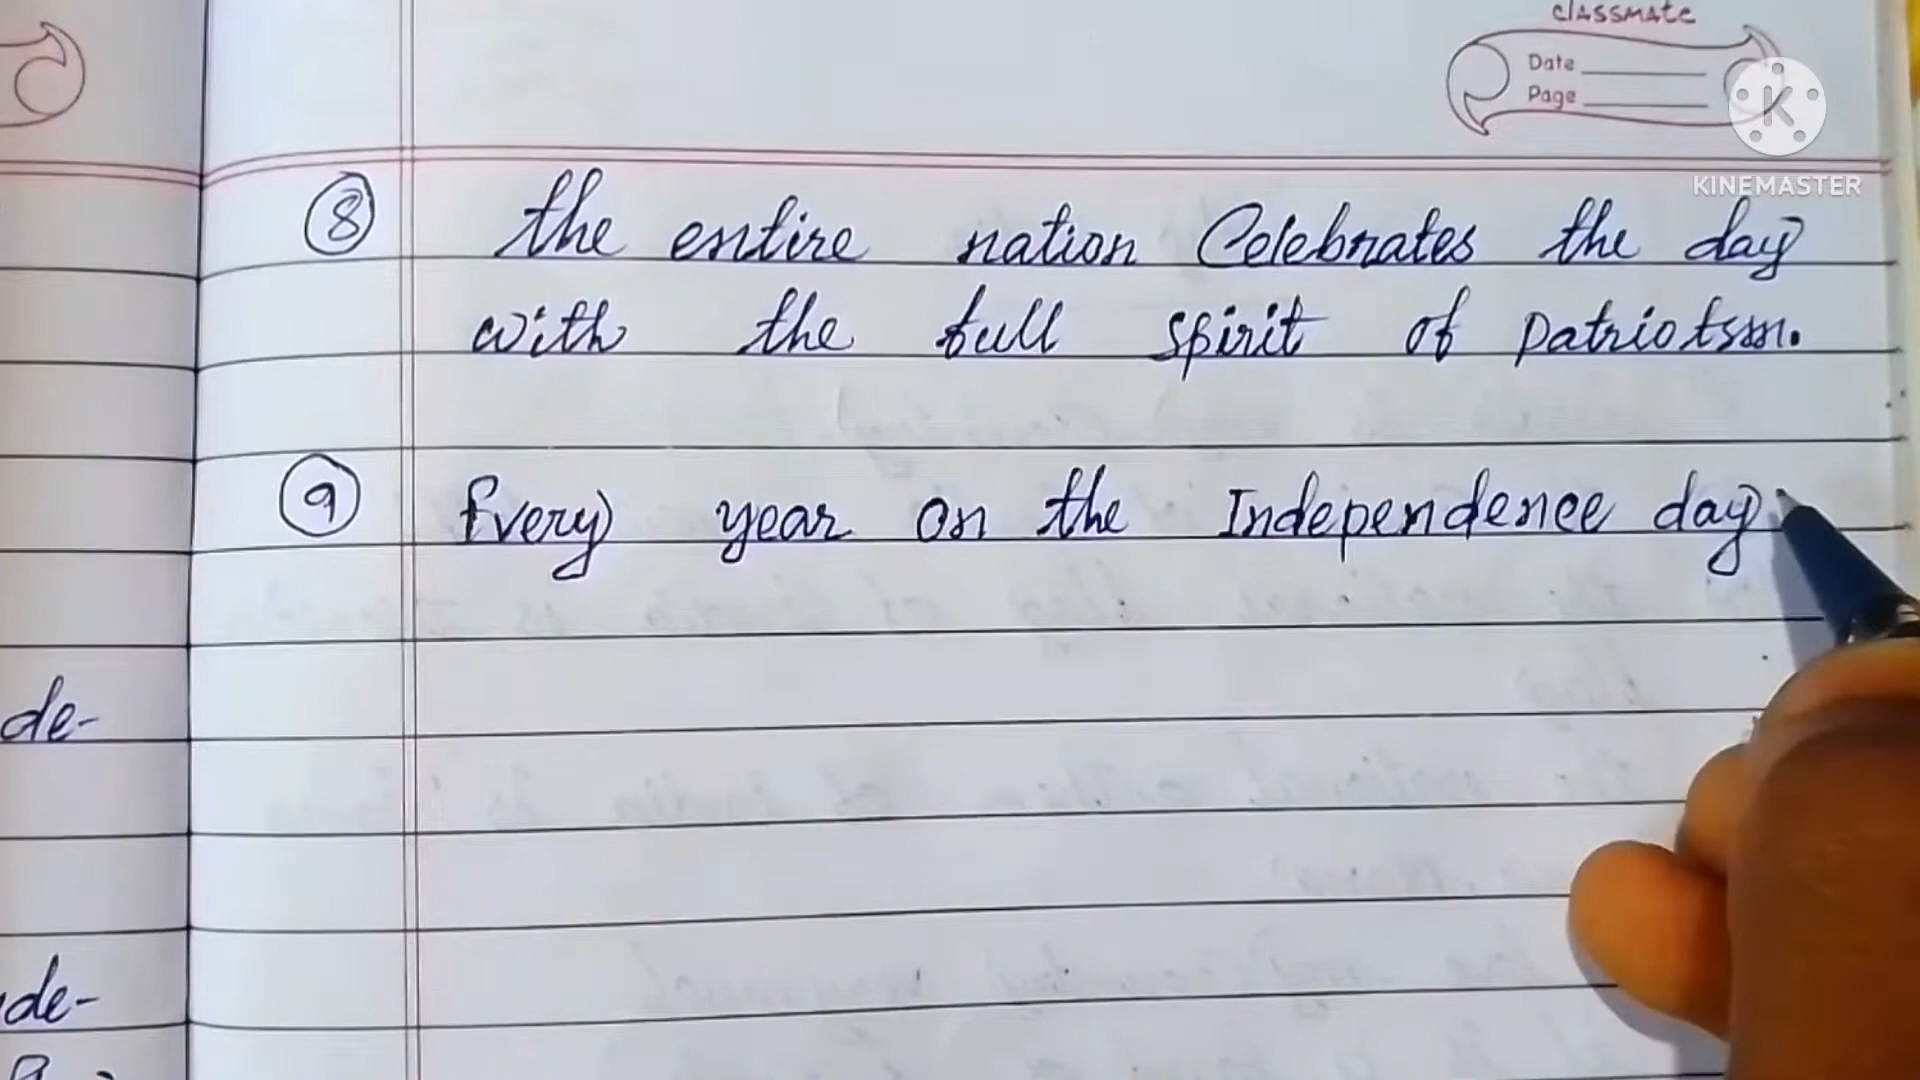 classmate
Date
Page
KINEMASTER
⑧ the entire nation Celebrates the day
with the full spirit of patriotsm.
⑨ Every year on the Independence day
de-
de-